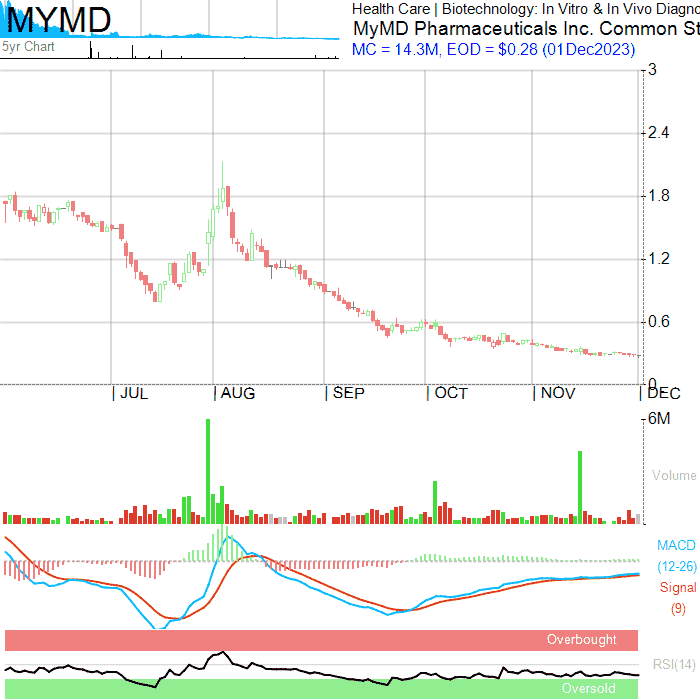 MYMD
5yr Chart
Health Care | Biotechnology: In Vitro & In Vivo Diagno
MyMD Pharmaceuticals Inc. Common St
MC = 14.3M, EOD = $0.28 (01Dec2023)
3
2.4
1.8
1.2
0.6
0
JUL AUG SEP OCT NOV DEC
6M
Volume
MACD
(12-26)
Signal
(9)
Overbought
RSI(14)
Oversold